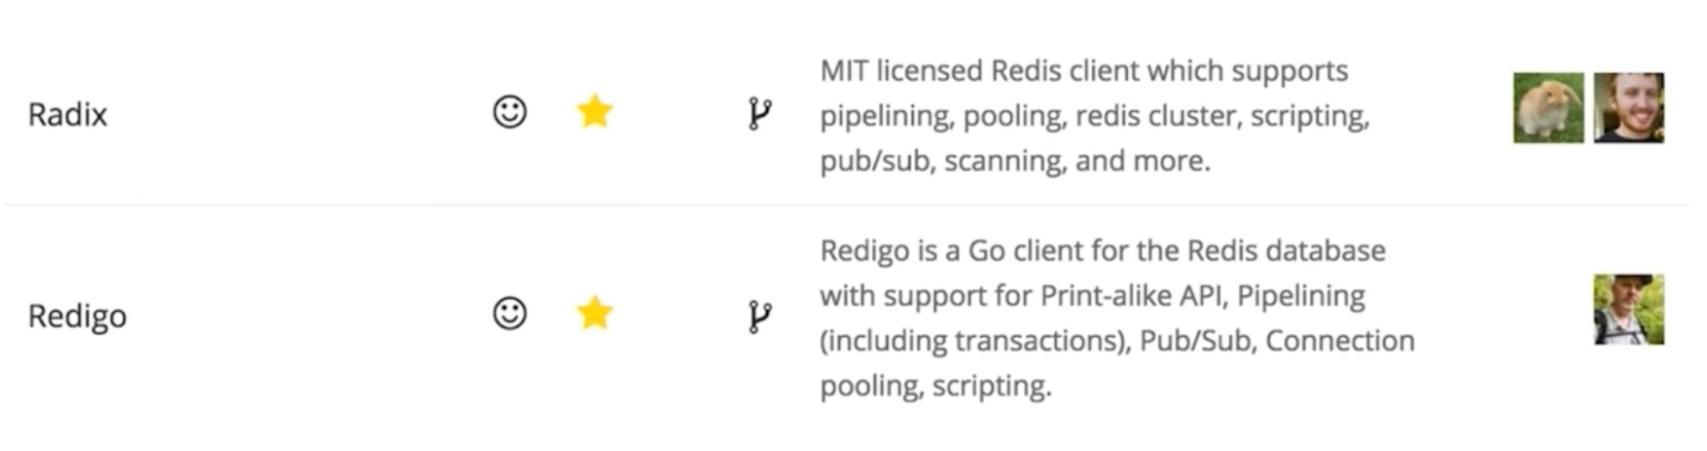 Radix
MIT licensed Redis client which supports
pipelining, pooling, redis cluster, scripting,
pub/sub, scanning, and more.
Redigo
Redigo is a Go client for the Redis database
with support for Print-alike API, Pipelining
(including transactions), Pub/Sub, Connection
pooling, scripting.